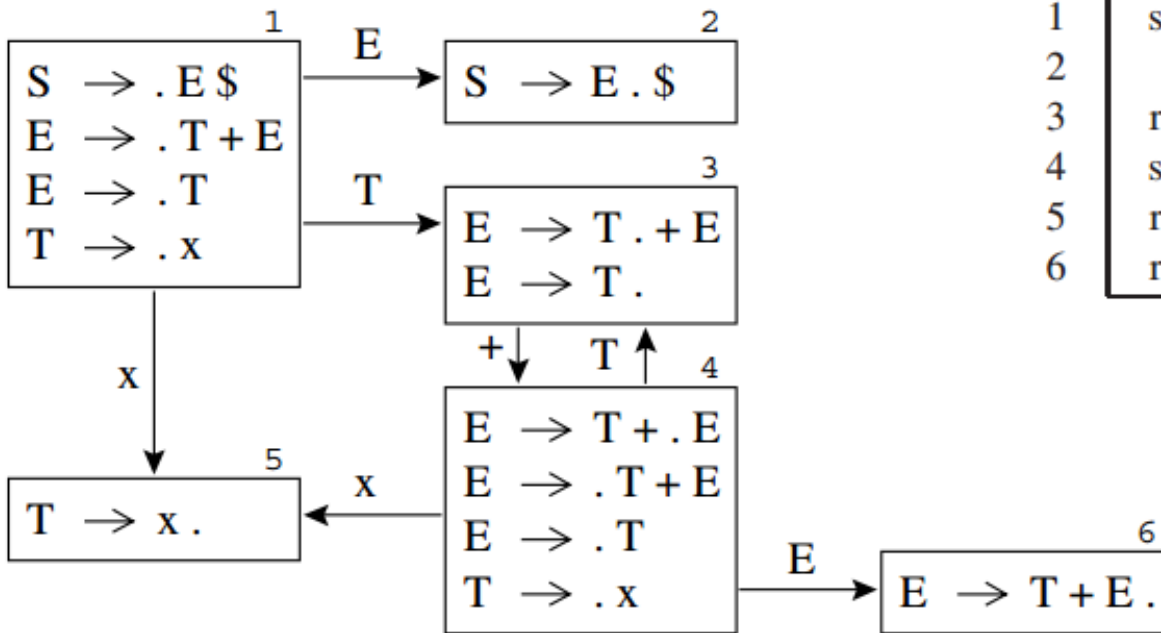 1
S → . E $
E → . T + E
E → . T
T → . x
E
2
S → E . $
T
3
E → T . + E
E → T .
+
T
x
4
E → T + . E
E → . T + E
E → . T
T → . x
5
T → x .
x
E
6
E → T + E .
1 s
2
3 r
4 s
5 r
6 r